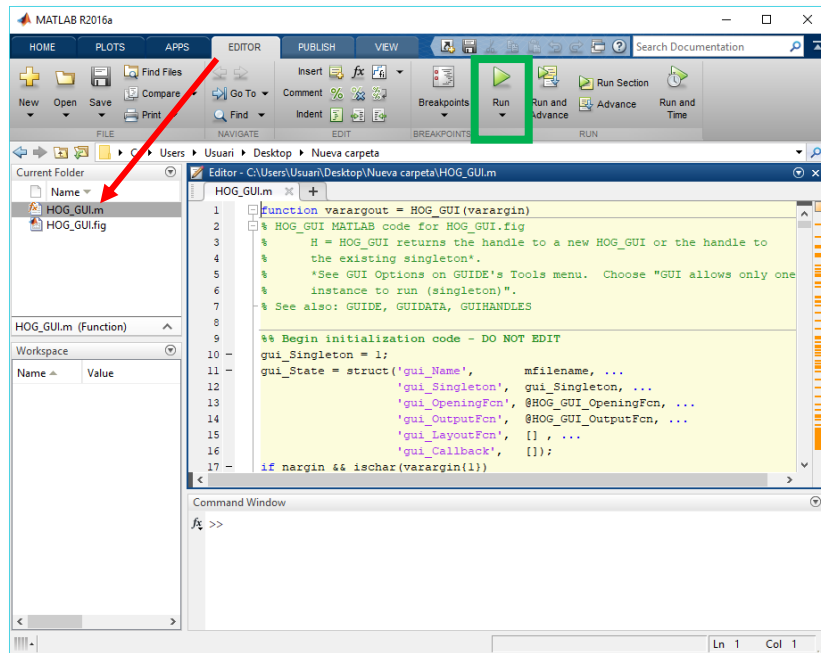 MATLAB R2016a
HOME PLOTS APPS EDITOR PUBLISH VIEW Search Documentation
New Open Save Find Files Compare Print
Go To Find
Insert fx Comment Indent
Breakpoints
Run Run and Advance Run Section Advance Run and Time
FILE NAVIGATE EDIT BREAKPOINTS RUN
C: Users Usuari Desktop Nueva carpeta
Current Folder
Name
HOG_GUI.m
HOG_GUI.fig
HOG_GUI.m (Function)
Workspace
Name Value
Editor - C:\Users\Usuari\Desktop\Nueva carpeta\HOG_GUI.m
HOG_GUI.m
1 function varargout = HOG_GUI(varargin)
2 % HOG_GUI MATLAB code for HOG_GUI.fig
3 % H = HOG_GUI returns the handle to a new HOG_GUI or the handle to
4 % the existing singleton*.
5 % *See GUI Options on GUIDE's Tools menu. Choose "GUI allows only one
6 % instance to run (singleton)".
7 % See also: GUIDE, GUIDATA, GUIHANDLES
8
9 %% Begin initialization code - DO NOT EDIT
10 - gui_Singleton = 1;
11 - gui_State = struct('gui_Name', mfilename, ...
12 'gui_Singleton', gui_Singleton, ...
13 'gui_OpeningFcn', @HOG_GUI_OpeningFcn, ...
14 'gui_OutputFcn', @HOG_GUI_OutputFcn, ...
15 'gui_LayoutFcn', [] , ...
16 'gui_Callback', []);
17 - if nargin && ischar(varargin{1})
Command Window
fx >>
Ln 1 Col 1